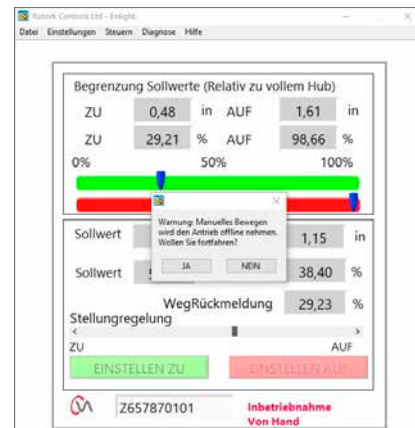 Rotork Controls Ltd - Enlight.
Datei Einstellungen Steuern Diagnose Hilfe
Begrenzung Sollwerte (Relativ zu vollem Hub)
ZU 0,48 in AUF 1,61 in
ZU 29,21 % AUF 98,66 %
0% 50% 100%
Warnung: Manuelles Bewegen
wird den Antrieb offline nehmen.
Wollen Sie fortfahren?
JA NEIN
Sollwert 1,15 in
Sollwert 38,40 %
WegRückmeldung 29,23 %
Stellungregelung
ZU AUF
EINSTELLEN ZU EINSTELLEN AUF
Z657870101 Inbetriebnahme
Von Hand